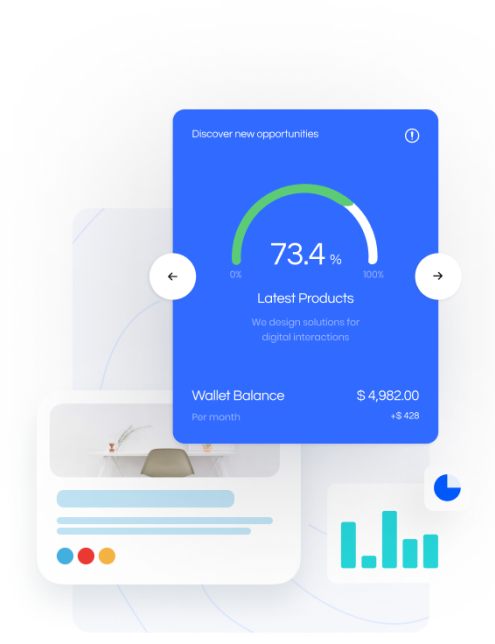 Discover new opportunities
73.4 %
0% 100%
Latest Products
We design solutions for
digital interactions
Wallet Balance $ 4,982.00
Per month +$ 428